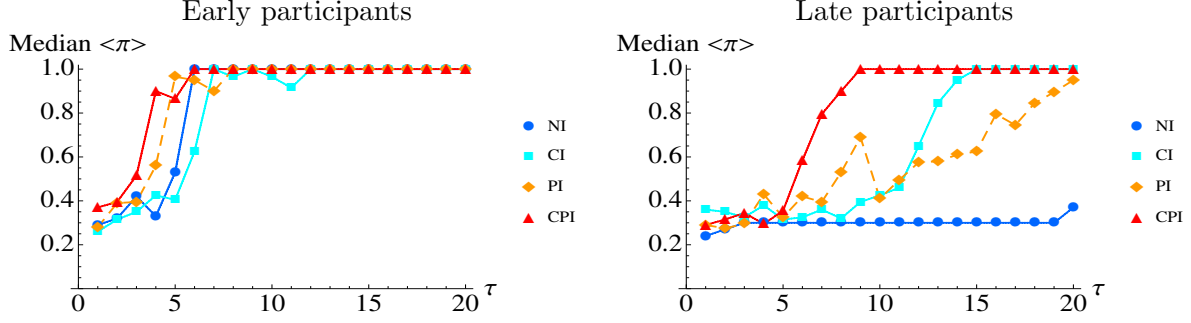 Early participants
Median <π>
1.0
0.8
0.6
0.4
0.2
0
5
10
15
20
τ
NI
CI
PI
CPI
Late participants
Median <π>
1.0
0.8
0.6
0.4
0.2
0
5
10
15
20
τ
NI
CI
PI
CPI